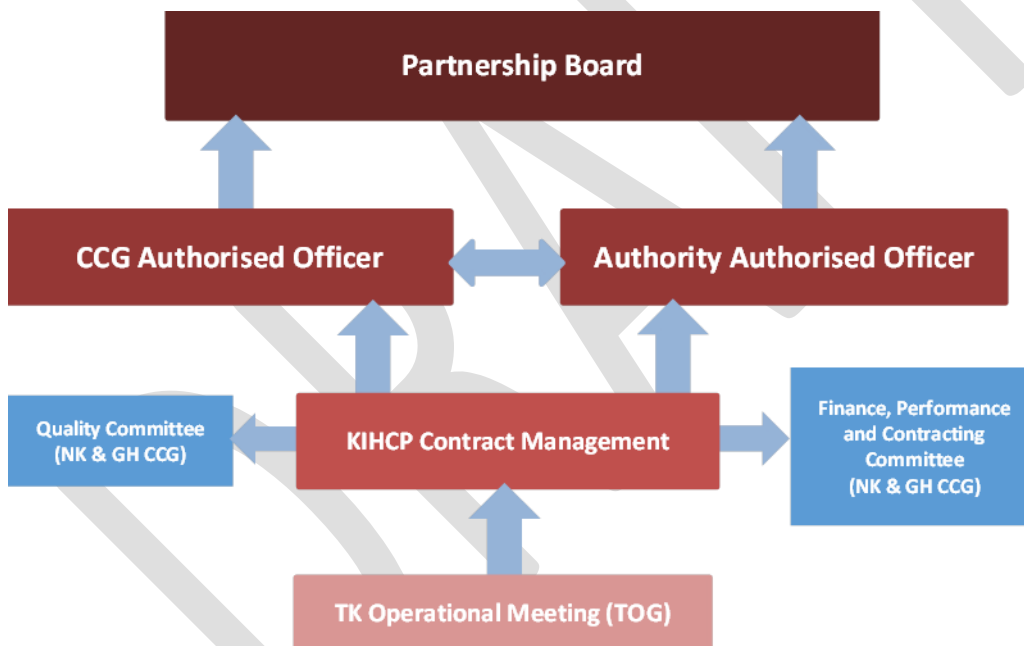 Partnership Board
CCG Authorised Officer
Authority Authorised Officer
Quality Committee
(NK & GH CCG)
KIHCP Contract Management
Finance, Performance
and Contracting
Committee
(NK & GH CCG)
TK Operational Meeting (TOG)